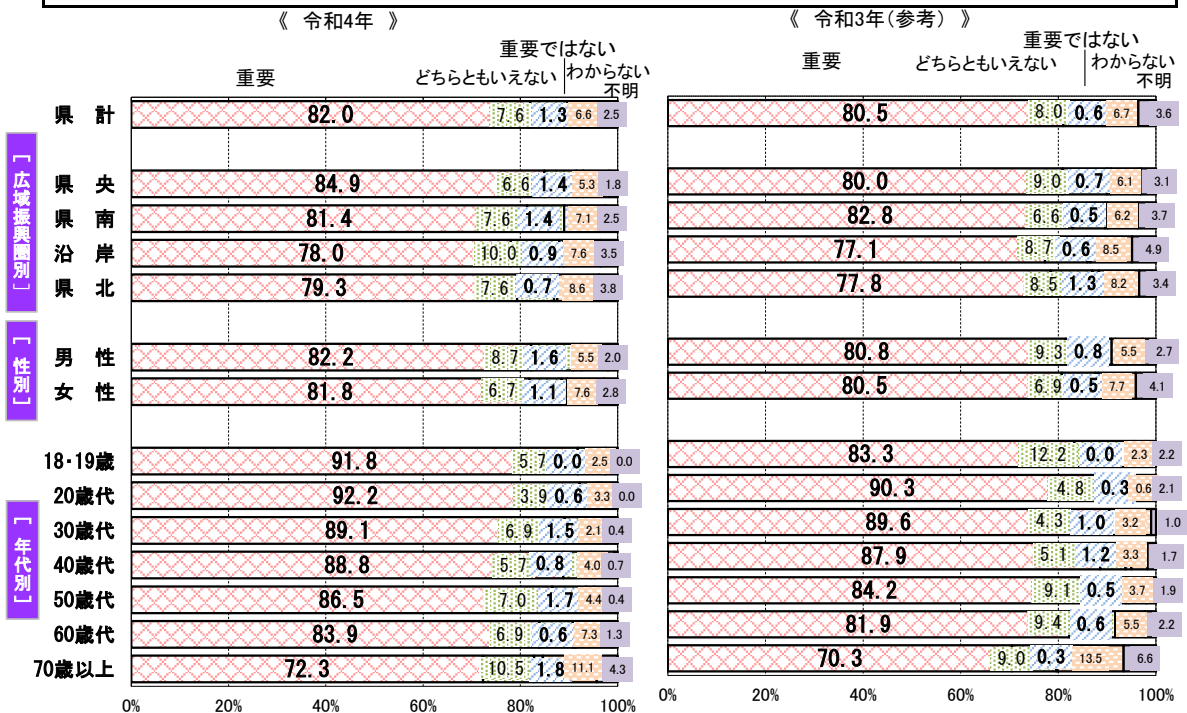 《 令和4年 》
重要
どちらともいえない
重要ではない
わからない
不明
県 計 82.0 7.6 1.3 6.6 2.5
[広域振興圏別]
県 央 84.9 6.6 1.4 5.3 1.8
県 南 81.4 7.6 1.4 7.1 2.5
沿 岸 78.0 10.0 0.9 7.6 3.5
県 北 79.3 7.6 0.7 8.6 3.8
[性別]
男 性 82.2 8.7 1.6 5.5 2.0
女 性 81.8 6.7 1.1 7.6 2.8
[年代別]
18・19歳 91.8 5.7 0.0 2.5 0.0
20歳代 92.2 3.9 0.6 3.3 0.0
30歳代 89.1 6.9 1.5 2.1 0.4
40歳代 88.8 5.7 0.8 4.0 0.7
50歳代 86.5 7.0 1.7 4.4 0.4
60歳代 83.9 6.9 0.6 7.3 1.3
70歳以上 72.3 10.5 1.8 11.1 4.3
0% 20% 40% 60% 80% 100%
《 令和3年(参考) 》
重要
どちらともいえない
重要ではない
わからない
不明
80.5 8.0 0.6 6.7 3.6
80.0 9.0 0.7 6.1 3.1
82.8 6.6 0.5 6.2 3.7
77.1 8.7 0.6 8.5 4.9
77.8 8.5 1.3 8.2 3.4
80.8 9.3 0.8 5.5 2.7
80.5 6.9 0.5 7.7 4.1
83.3 12.2 0.0 2.3 2.2
90.3 4.8 0.3 0.6 2.1
89.6 4.3 1.0 3.2 1.0
87.9 5.1 1.2 3.3 1.7
84.2 9.1 0.5 3.7 1.9
81.9 9.4 0.6 5.5 2.2
70.3 9.0 0.3 13.5 6.6
0% 20% 40% 60% 80% 100%